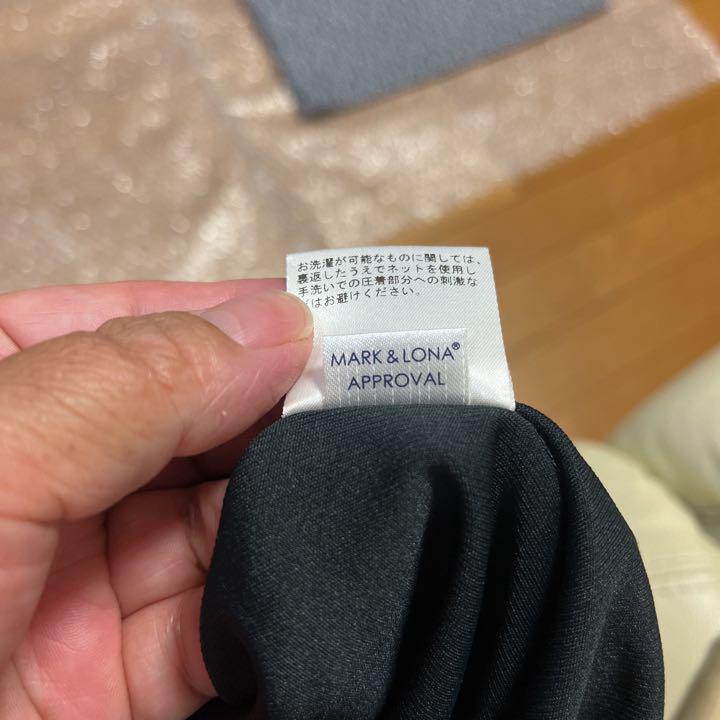 お洗濯が可能なものに関しては、
裏返したうえでネットを使用し
手洗いでの圧着部分への刺激な
はお避けください。
MARK & LONA®
APPROVAL